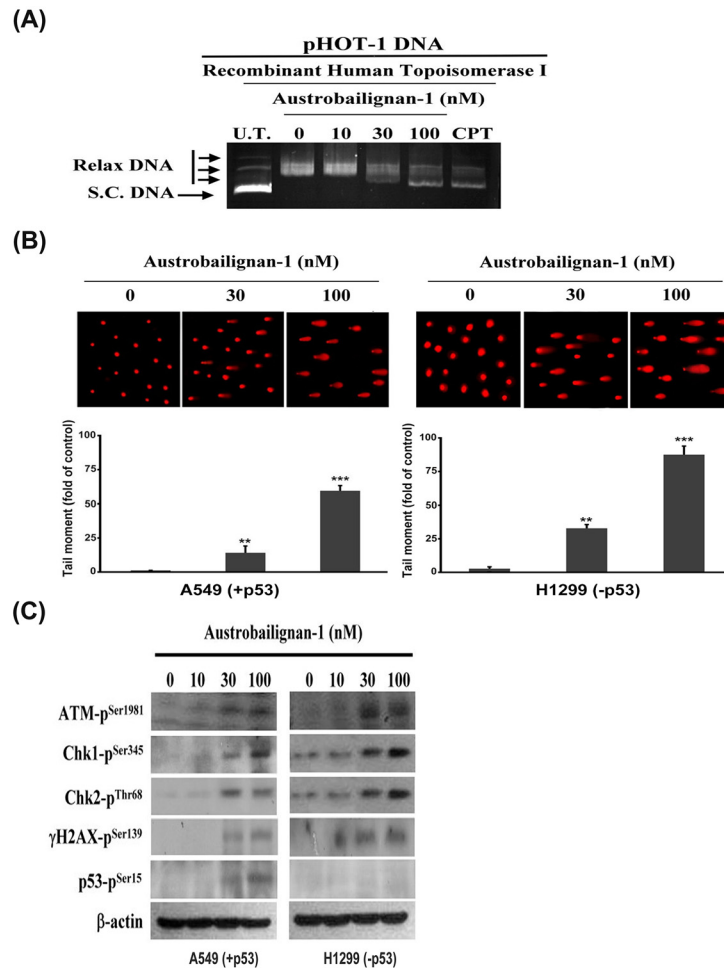 (A)
pHOT-1 DNA
Recombinant Human Topoisomerase I
Austrobailignan-1 (nM)
U.T. 0 10 30 100 CPT
Relax DNA
S.C. DNA
(B)
Austrobailignan-1 (nM) Austrobailignan-1 (nM)
0 30 100 0 30 100
Tail moment (fold of control)
100
75
50
25
0
**
***
A549 (+p53)
Tail moment (fold of control)
100
75
50
25
0
**
***
H1299 (-p53)
(C)
Austrobailignan-1 (nM)
0 10 30 100 0 10 30 100
ATM-pSer1981
Chk1-pSer345
Chk2-pThr68
γH2AX-pSer139
p53-pSer15
β-actin
A549 (+p53) H1299 (-p53)